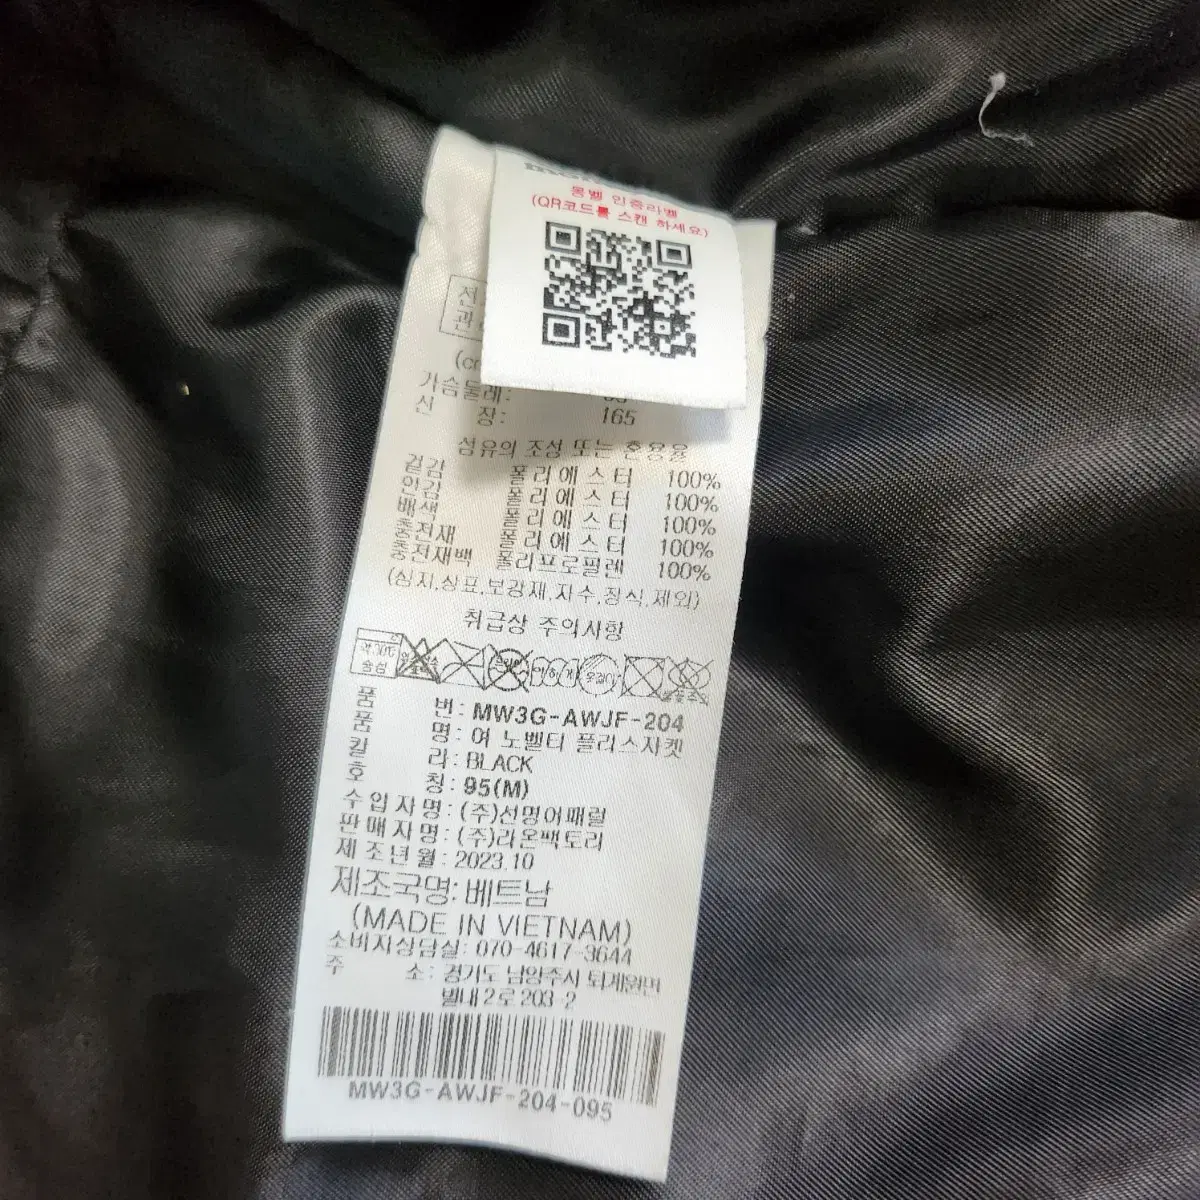 몽벨 인증라벨
(QR코드를 스캔 하세요)
전
관
가슴둘레:
신 장: 165
섬유의 조성 또는 혼용율
겉감 폴리에스터 100%
안감 폴리에스터 100%
배색 폴리에스터 100%
충전재 폴리에스터 100%
충전재백 폴리프로필렌 100%
(심지,상표,보강재,자수,장식,제외)
취급상 주의사항
품 번: MW3G-AWJF-204
품 명: 여 노벨티 플리스자켓
칼 라: BLACK
호 칭: 95(M)
수입자명: (주)선명어패럴
판매자명: (주)라온팩토리
제조년월: 2023.10
제조국명: 베트남
(MADE IN VIETNAM)
소비자상담실: 070-4617-3644
주 소: 경기도 남양주시 퇴계원면
별내2로 203-2
MW3G-AWJF-204-095